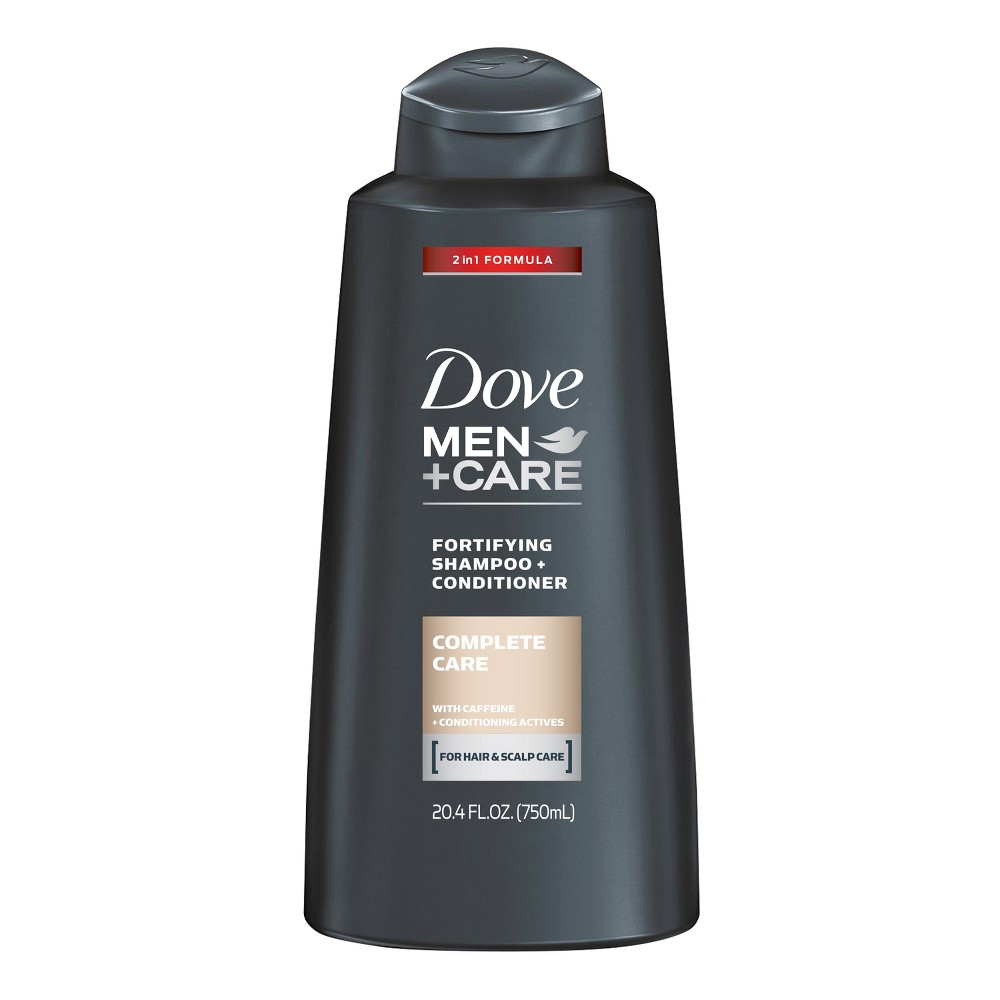 2 in1 FORMULA
Dove
MEN
+CARE
FORTIFYING
SHAMPOO +
CONDITIONER
COMPLETE
CARE
WITH CAFFEINE
+ CONDITIONING ACTIVES
[FOR HAIR & SCALP CARE]
20.4 FL.OZ. (750mL)